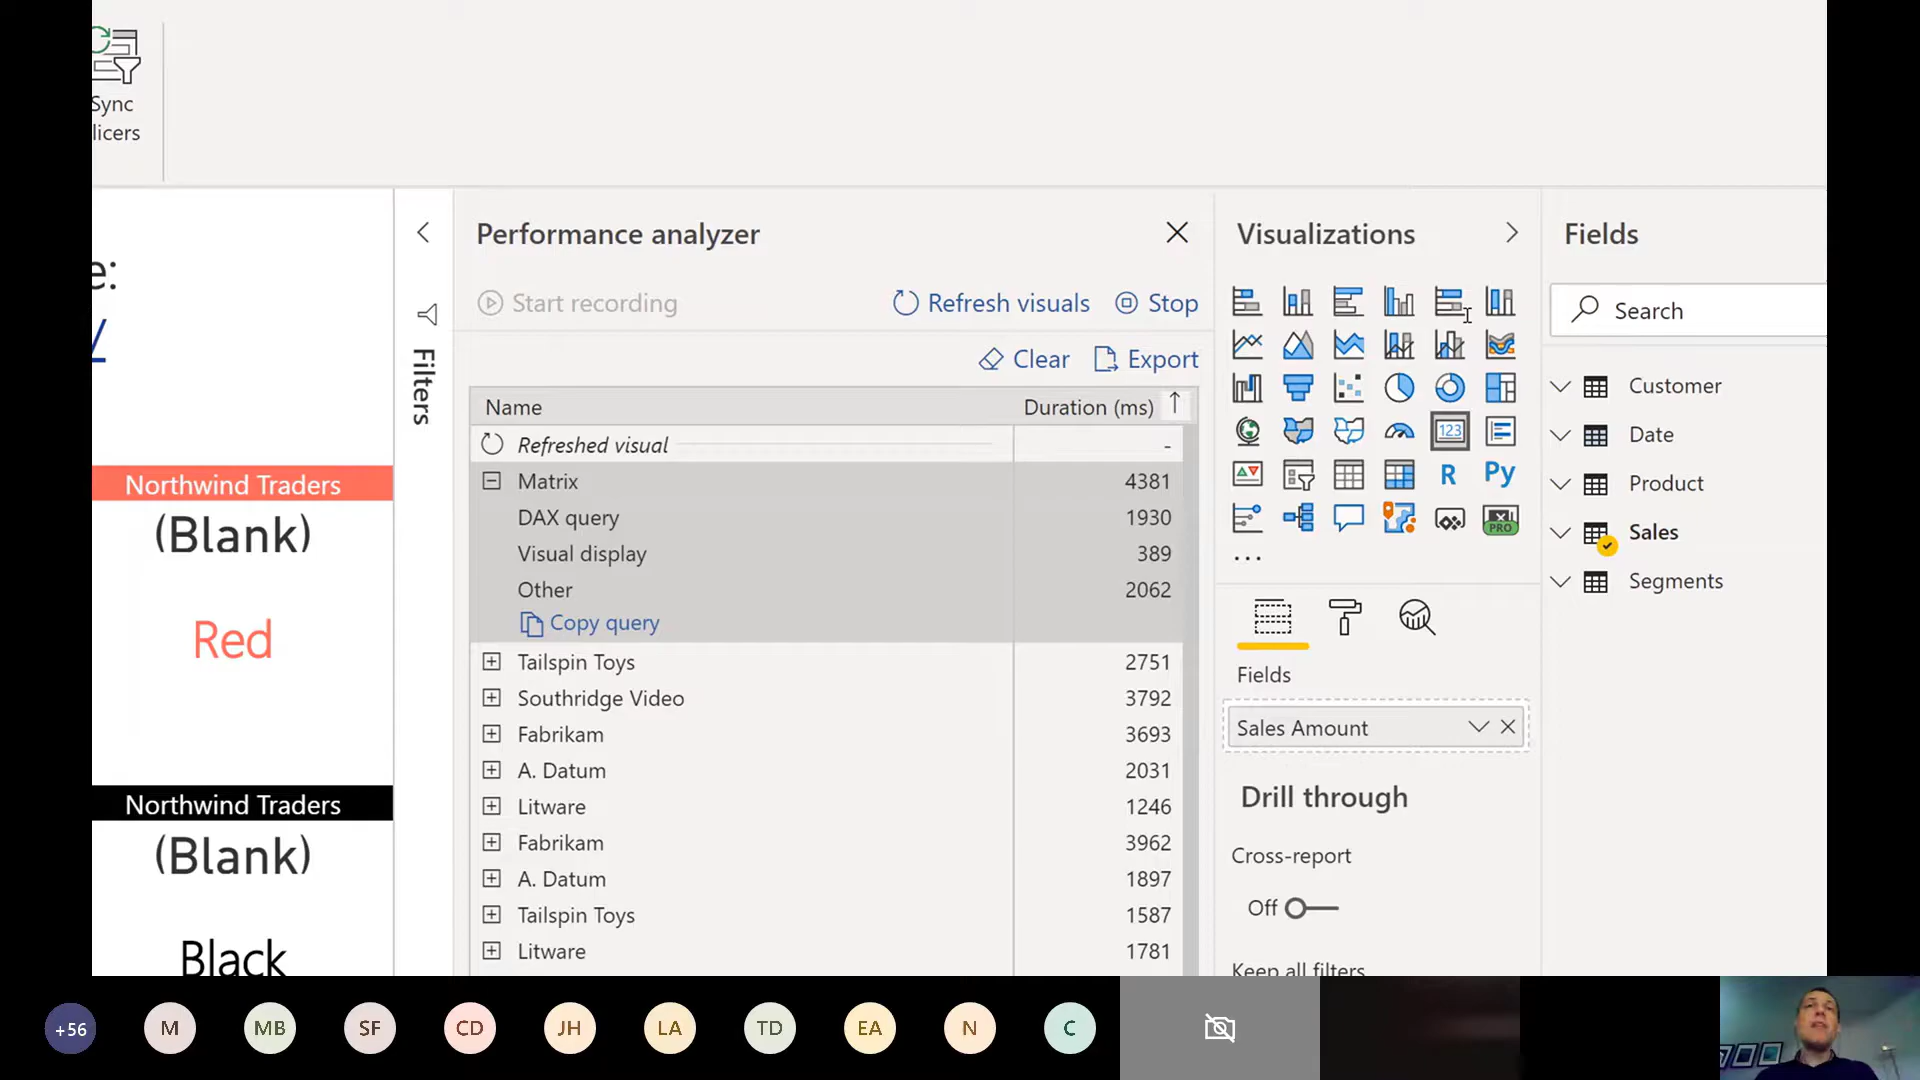 Sync
licers
e:
Northwind Traders
(Blank)
Red
Northwind Traders
(Blank)
Black
Filters
Performance analyzer
Start recording
Refresh visuals
Stop
Clear
Export
Name Duration (ms)
Refreshed visual -
Matrix 4381
DAX query 1930
Visual display 389
Other 2062
Copy query
Tailspin Toys 2751
Southridge Video 3792
Fabrikam 3693
A. Datum 2031
Litware 1246
Fabrikam 3962
A. Datum 1897
Tailspin Toys 1587
Litware 1781
Visualizations
123
R
Py
PRO
...
Fields
Sales Amount
Drill through
Cross-report
Off
Keep all filters
Fields
Search
Customer
Date
Product
Sales
Segments
+56 M MB SF CD JH LA TD EA N C